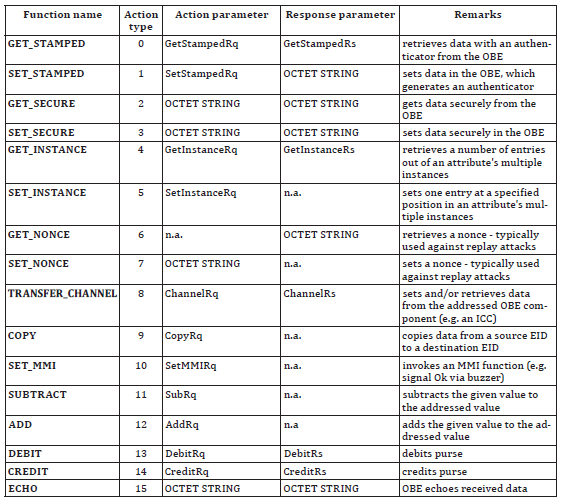 Function name Action type Action parameter Response parameter Remarks
GET_STAMPED 0 GetStampedRq GetStampedRs retrieves data with an authen-
ticator from the OBE
SET_STAMPED 1 SetStampedRq OCTET STRING sets data in the OBE, which
generates an authenticator
GET_SECURE 2 OCTET STRING OCTET STRING gets data securely from the
OBE
SET_SECURE 3 OCTET STRING OCTET STRING sets data securely in the OBE
GET_INSTANCE 4 GetInstanceRq GetInstanceRs retrieves a number of entries
out of an attribute's multiple
instances
SET_INSTANCE 5 SetInstanceRq n.a. sets one entry at a specified
position in an attribute's mul-
tiple instances
GET_NONCE 6 n.a. OCTET STRING retrieves a nonce - typically
used against replay attacks
SET_NONCE 7 OCTET STRING n.a. sets a nonce - typically used
against replay attacks
TRANSFER_CHANNEL 8 ChannelRq ChannelRs sets and/or retrieves data
from the addressed OBE com-
ponent (e.g. an ICC)
COPY 9 CopyRq n.a. copies data from a source EID
to a destination EID
SET_MMI 10 SetMMIRq n.a. invokes an MMI function (e.g.
signal Ok via buzzer)
SUBTRACT 11 SubRq n.a. subtracts the given value to
the addressed value
ADD 12 AddRq n.a adds the given value to the ad-
dressed value
DEBIT 13 DebitRq DebitRs debits purse
CREDIT 14 CreditRq CreditRs credits purse
ECHO 15 OCTET STRING OCTET STRING OBE echoes received data